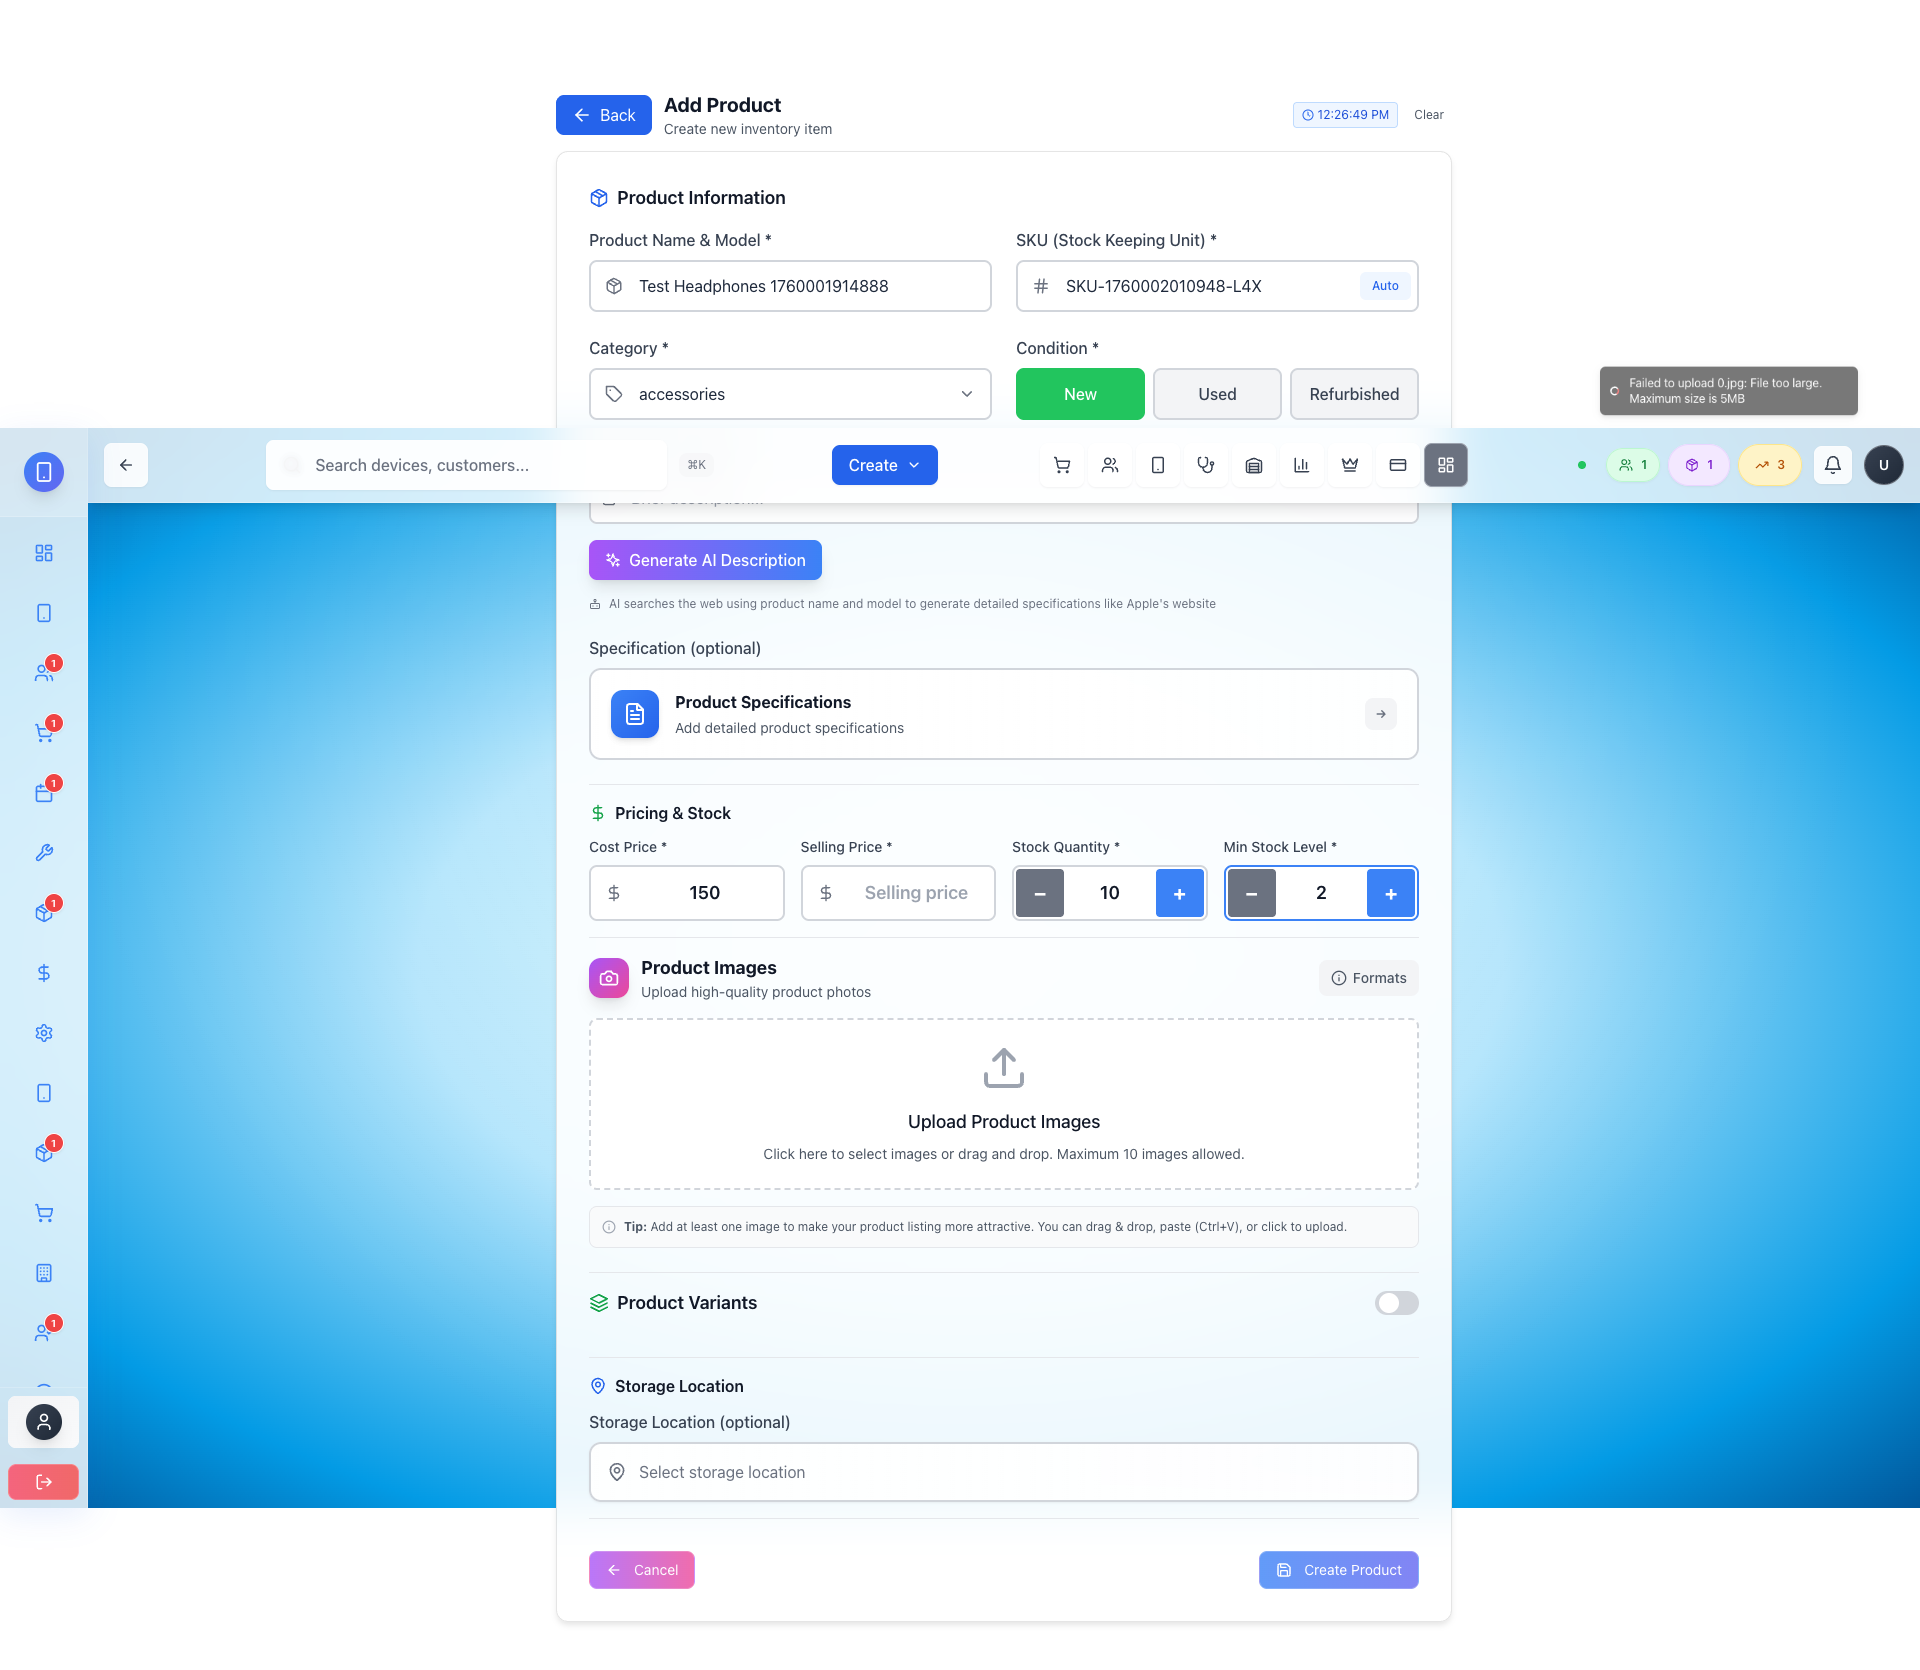 Back
Add Product
Create new inventory item
12:26:49 PM
Clear
Product Information
Product Name & Model *
SKU (Stock Keeping Unit) *
Test Headphones 1760001914888
SKU-1760002010948-L4X
Auto
Category *
Condition *
accessories
New
Used
Refurbished
Failed to upload 0.jpg: File too large.
Maximum size is 5MB
Search devices, customers...
⌘K
Create
1
1
3
U
Generate AI Description
AI searches the web using product name and model to generate detailed specifications like Apple's website
Specification (optional)
Product Specifications
Add detailed product specifications
1
1
1
1
1
1
Pricing & Stock
Cost Price *
Selling Price *
Stock Quantity *
Min Stock Level *
150
Selling price
10
2
Product Images
Upload high-quality product photos
Formats
Upload Product Images
Click here to select images or drag and drop. Maximum 10 images allowed.
Tip: Add at least one image to make your product listing more attractive. You can drag & drop, paste (Ctrl+V), or click to upload.
Product Variants
Storage Location
Storage Location (optional)
Select storage location
Cancel
Create Product